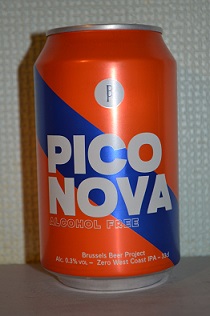 PICO
NOVA
ALCOHOL FREE
Brussels Beer Project
Alc. 0.3% vol. – Zero West Coast IPA – 33cl